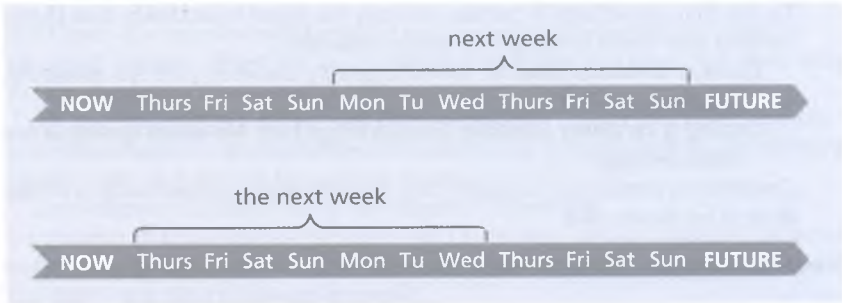 next week
NOW Thurs Fri Sat Sun Mon Tu Wed Thurs Fri Sat Sun FUTURE
the next week
NOW Thurs Fri Sat Sun Mon Tu Wed Thurs Fri Sat Sun FUTURE